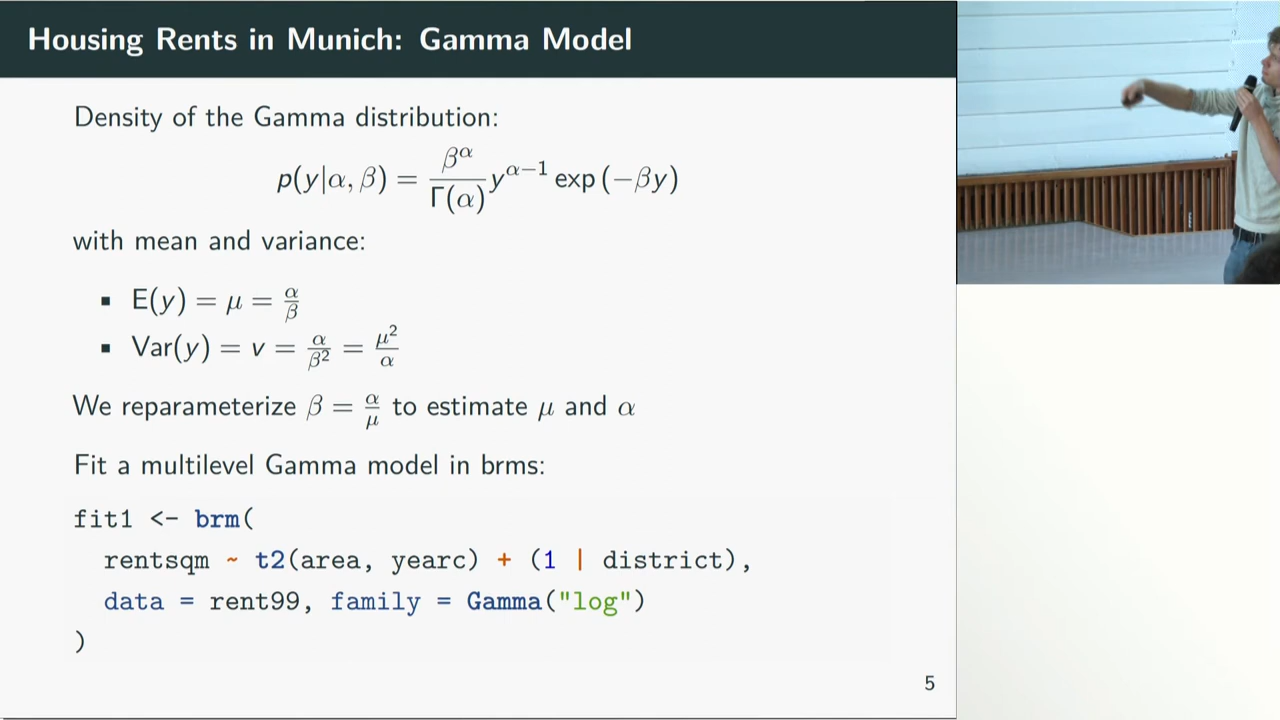 Housing Rents in Munich: Gamma Model
Density of the Gamma distribution:
p(y|α, β) = β^α / Γ(α) y^(α−1) exp (−βy)
with mean and variance:
▪ E(y) = μ = α/β
▪ Var(y) = v = α/β² = μ²/α
We reparameterize β = α/μ to estimate μ and α
Fit a multilevel Gamma model in brms:
fit1 <- brm(
  rentsqm ~ t2(area, yearc) + (1 | district),
  data = rent99, family = Gamma("log")
)
5